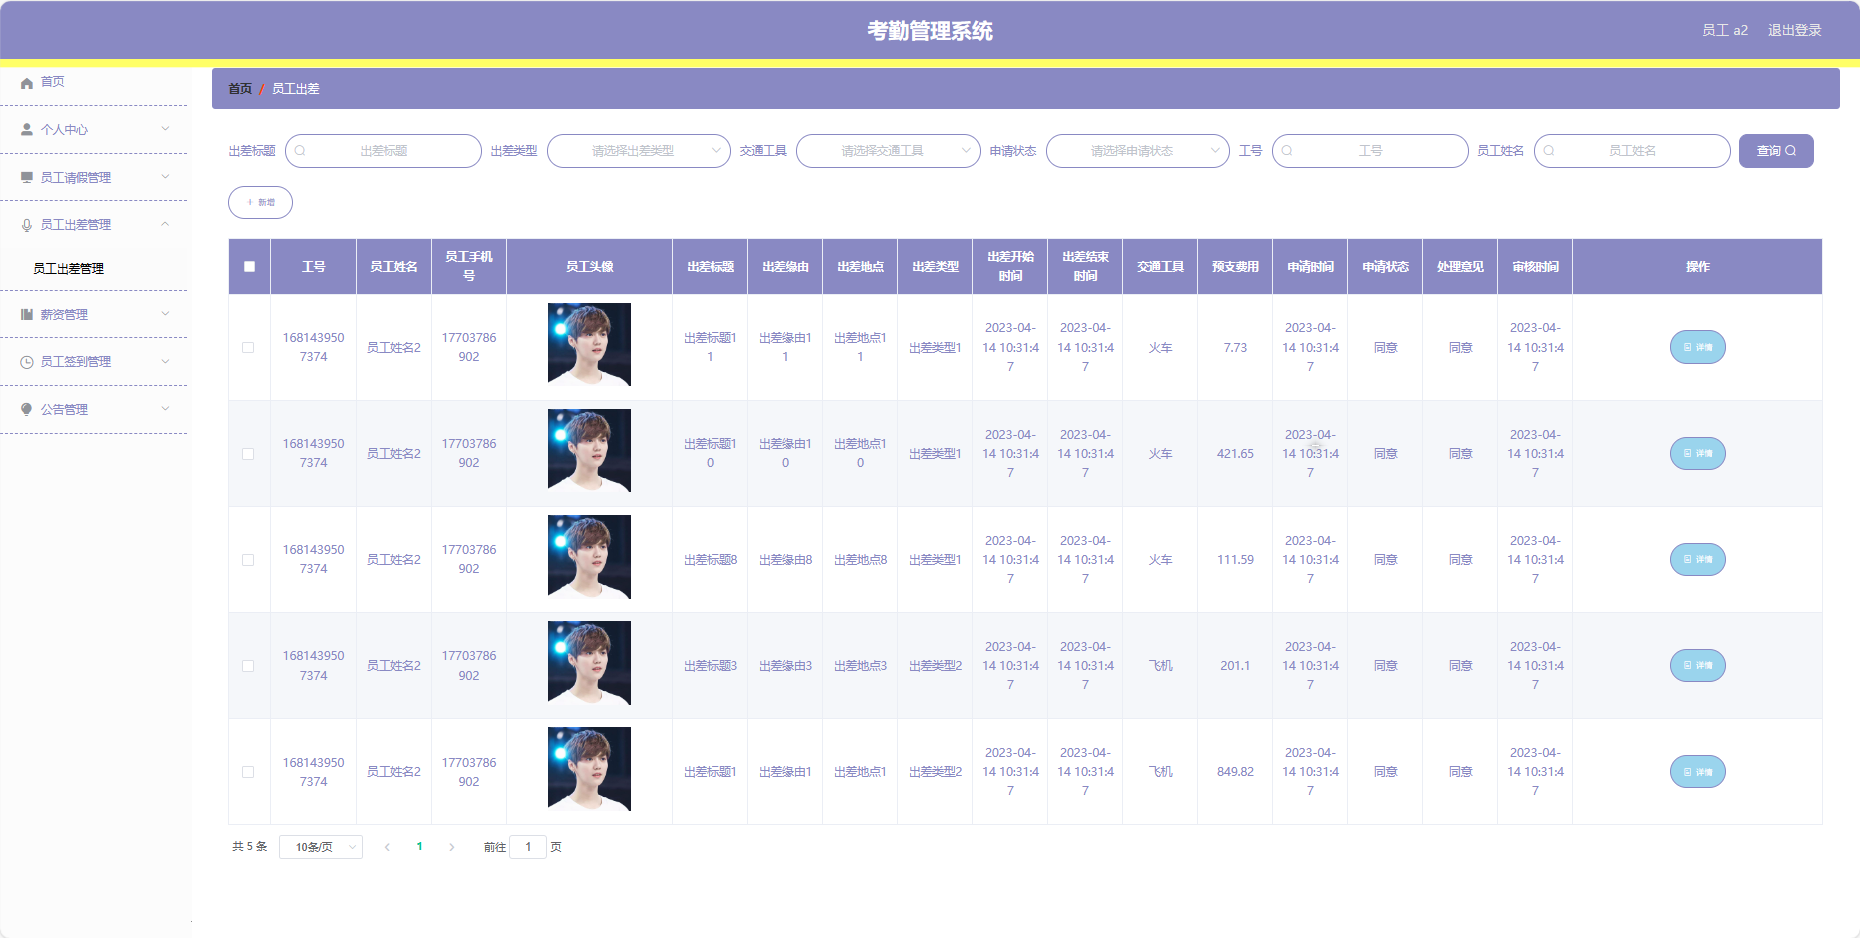 考勤管理系统
员工 a2 退出登录
首页
个人中心
员工请假管理
员工出差管理
员工出差管理
薪资管理
员工签到管理
公告管理
首页 / 员工出差
出差标题 出差标题 出差类型 请选择出差类型 交通工具 请选择交通工具 申请状态 请选择申请状态 工号 工号 员工姓名 员工姓名 查询
+ 新增
工号 员工姓名 员工手机号 员工头像 出差标题 出差缘由 出差地点 出差类型 出差开始时间 出差结束时间 交通工具 预支费用 申请时间 申请状态 处理意见 审核时间 操作
1681439507374 员工姓名2 17703786902 出差标题11 出差缘由11 出差地点11 出差类型1 2023-04-14 10:31:47 2023-04-14 10:31:47 火车 7.73 2023-04-14 10:31:47 同意 同意 2023-04-14 10:31:47 详情
1681439507374 员工姓名2 17703786902 出差标题10 出差缘由10 出差地点10 出差类型1 2023-04-14 10:31:47 2023-04-14 10:31:47 火车 421.65 2023-04-14 10:31:47 同意 同意 2023-04-14 10:31:47 详情
1681439507374 员工姓名2 17703786902 出差标题8 出差缘由8 出差地点8 出差类型1 2023-04-14 10:31:47 2023-04-14 10:31:47 火车 111.59 2023-04-14 10:31:47 同意 同意 2023-04-14 10:31:47 详情
1681439507374 员工姓名2 17703786902 出差标题3 出差缘由3 出差地点3 出差类型2 2023-04-14 10:31:47 2023-04-14 10:31:47 飞机 201.1 2023-04-14 10:31:47 同意 同意 2023-04-14 10:31:47 详情
1681439507374 员工姓名2 17703786902 出差标题1 出差缘由1 出差地点1 出差类型2 2023-04-14 10:31:47 2023-04-14 10:31:47 飞机 849.82 2023-04-14 10:31:47 同意 同意 2023-04-14 10:31:47 详情
共 5 条 10条/页 1 前往 1 页